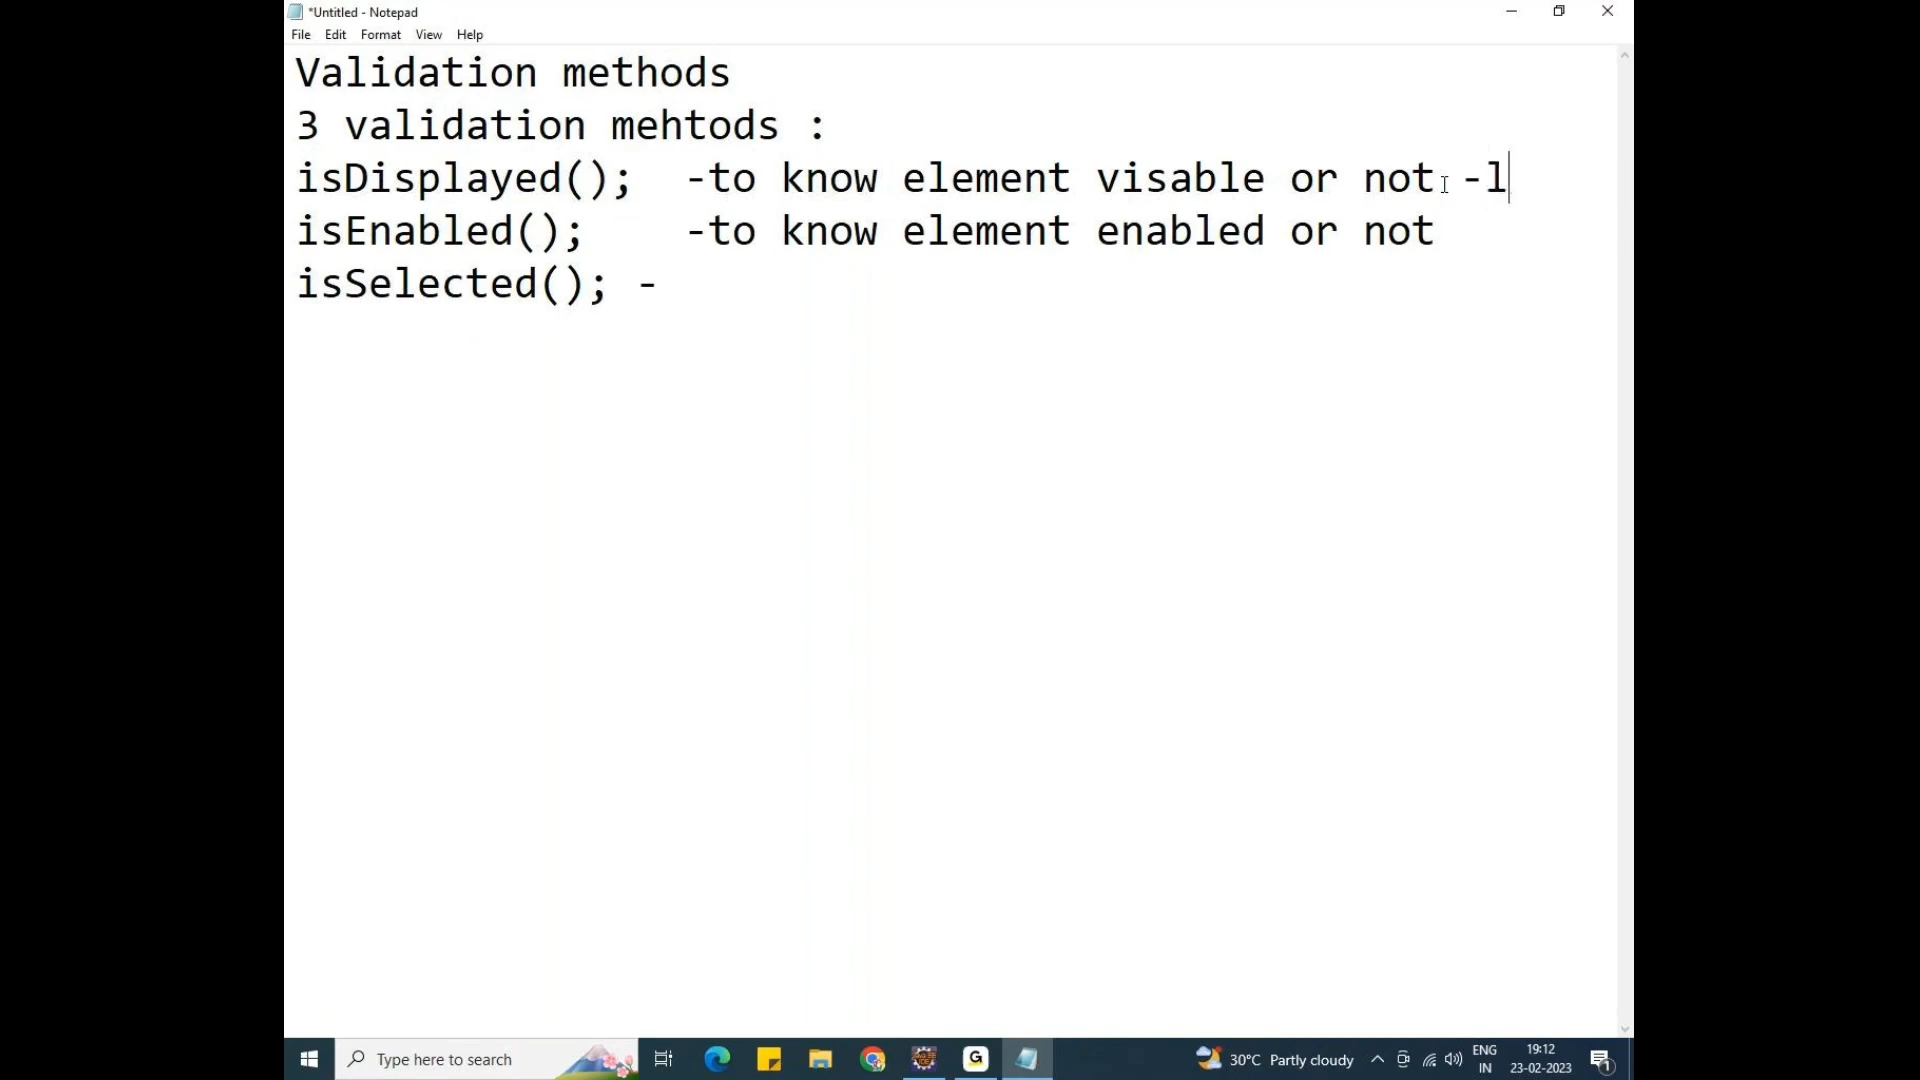 *Untitled - Notepad
File Edit Format View Help
Validation methods
3 validation mehtods :
isDisplayed(); -to know element visable or not -l
isEnabled(); -to know element enabled or not
isSelected(); -
Type here to search
30°C Partly cloudy
ENG
IN
19:12
23-02-2023
1